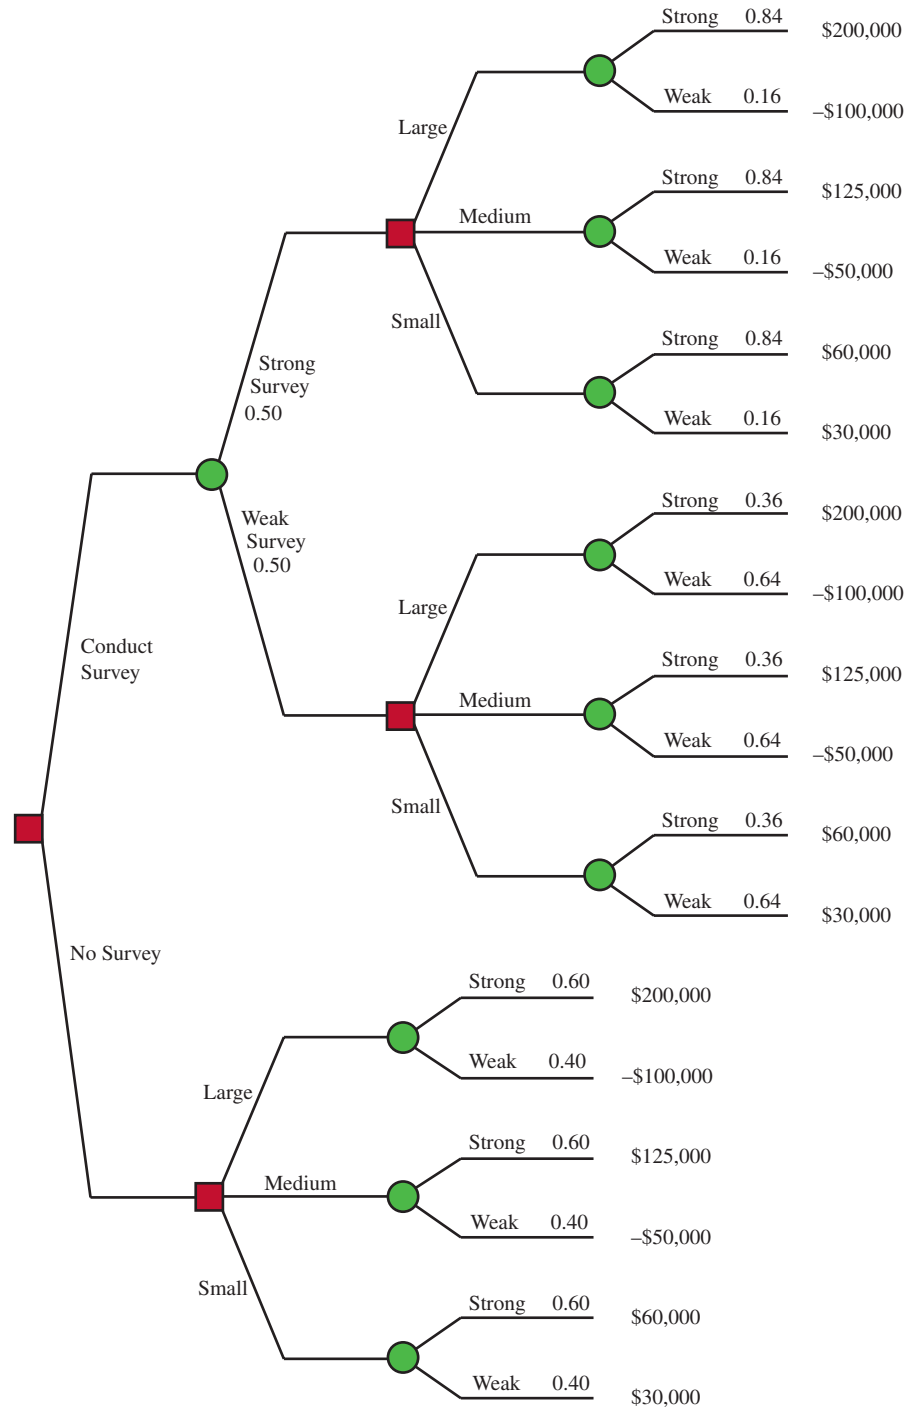 Strong 0.84
$200,000
Weak 0.16
–$100,000
Large
Strong 0.84
$125,000
Medium
Weak 0.16
–$50,000
Small
Strong 0.84
$60,000
Weak 0.16
$30,000
Strong
Survey
0.50
Weak
Survey
0.50
Strong 0.36
$200,000
Weak 0.64
–$100,000
Large
Strong 0.36
$125,000
Medium
Weak 0.64
–$50,000
Small
Strong 0.36
$60,000
Weak 0.64
$30,000
Conduct
Survey
No Survey
Strong 0.60
$200,000
Weak 0.40
–$100,000
Large
Strong 0.60
$125,000
Medium
Weak 0.40
–$50,000
Small
Strong 0.60
$60,000
Weak 0.40
$30,000